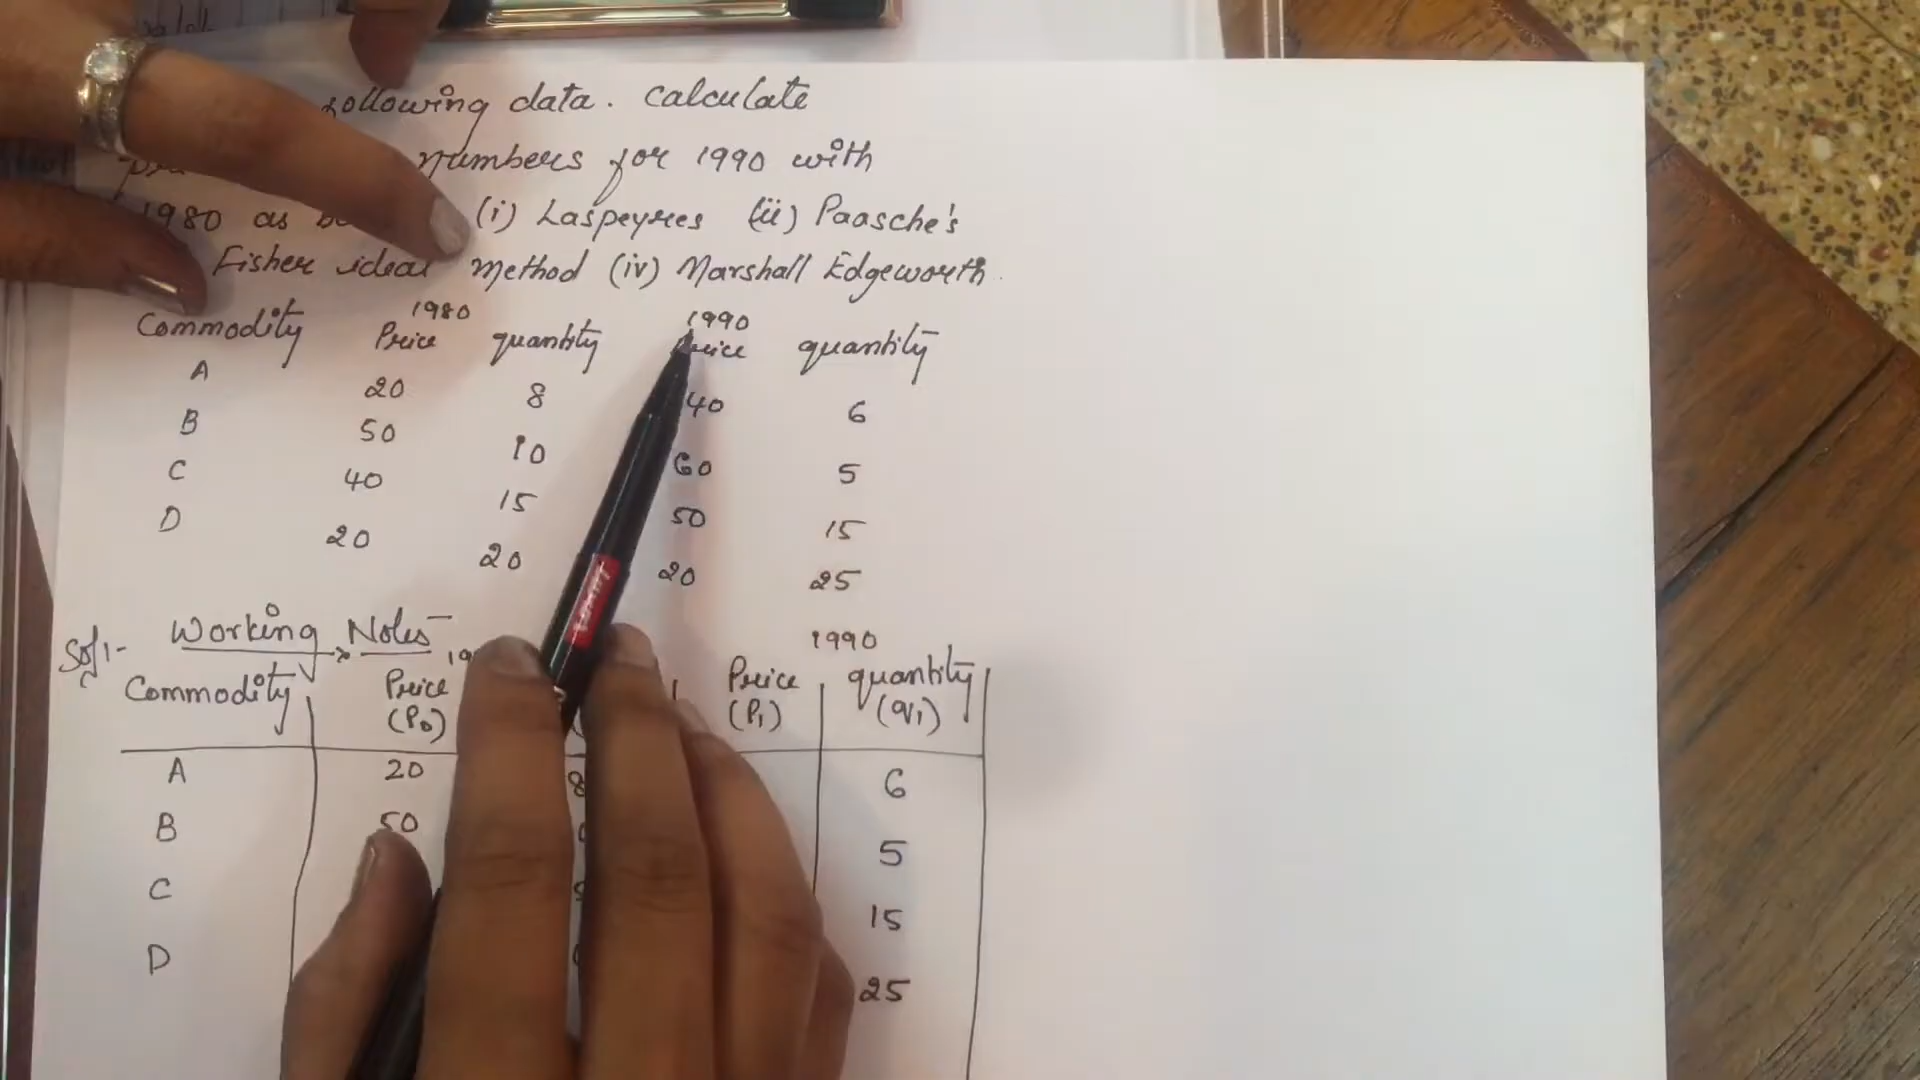 following data. Calculate
numbers for 1990 with
1980 as (i) Laspeyres (ii) Paasche's
Fisher ideal method (iv) Marshall Edgeworth.
1980 1990
Commodity Price quantity Price quantity
A 20 8 40 6
B 50 10 60 5
C 40 15 50 15
D 20 20 20 25
Sol:- Working Notes
1990
Commodity Price Price quantity
(P0) (P1) (q1)
A 20 8 6
B 50 5
C 15
D 25